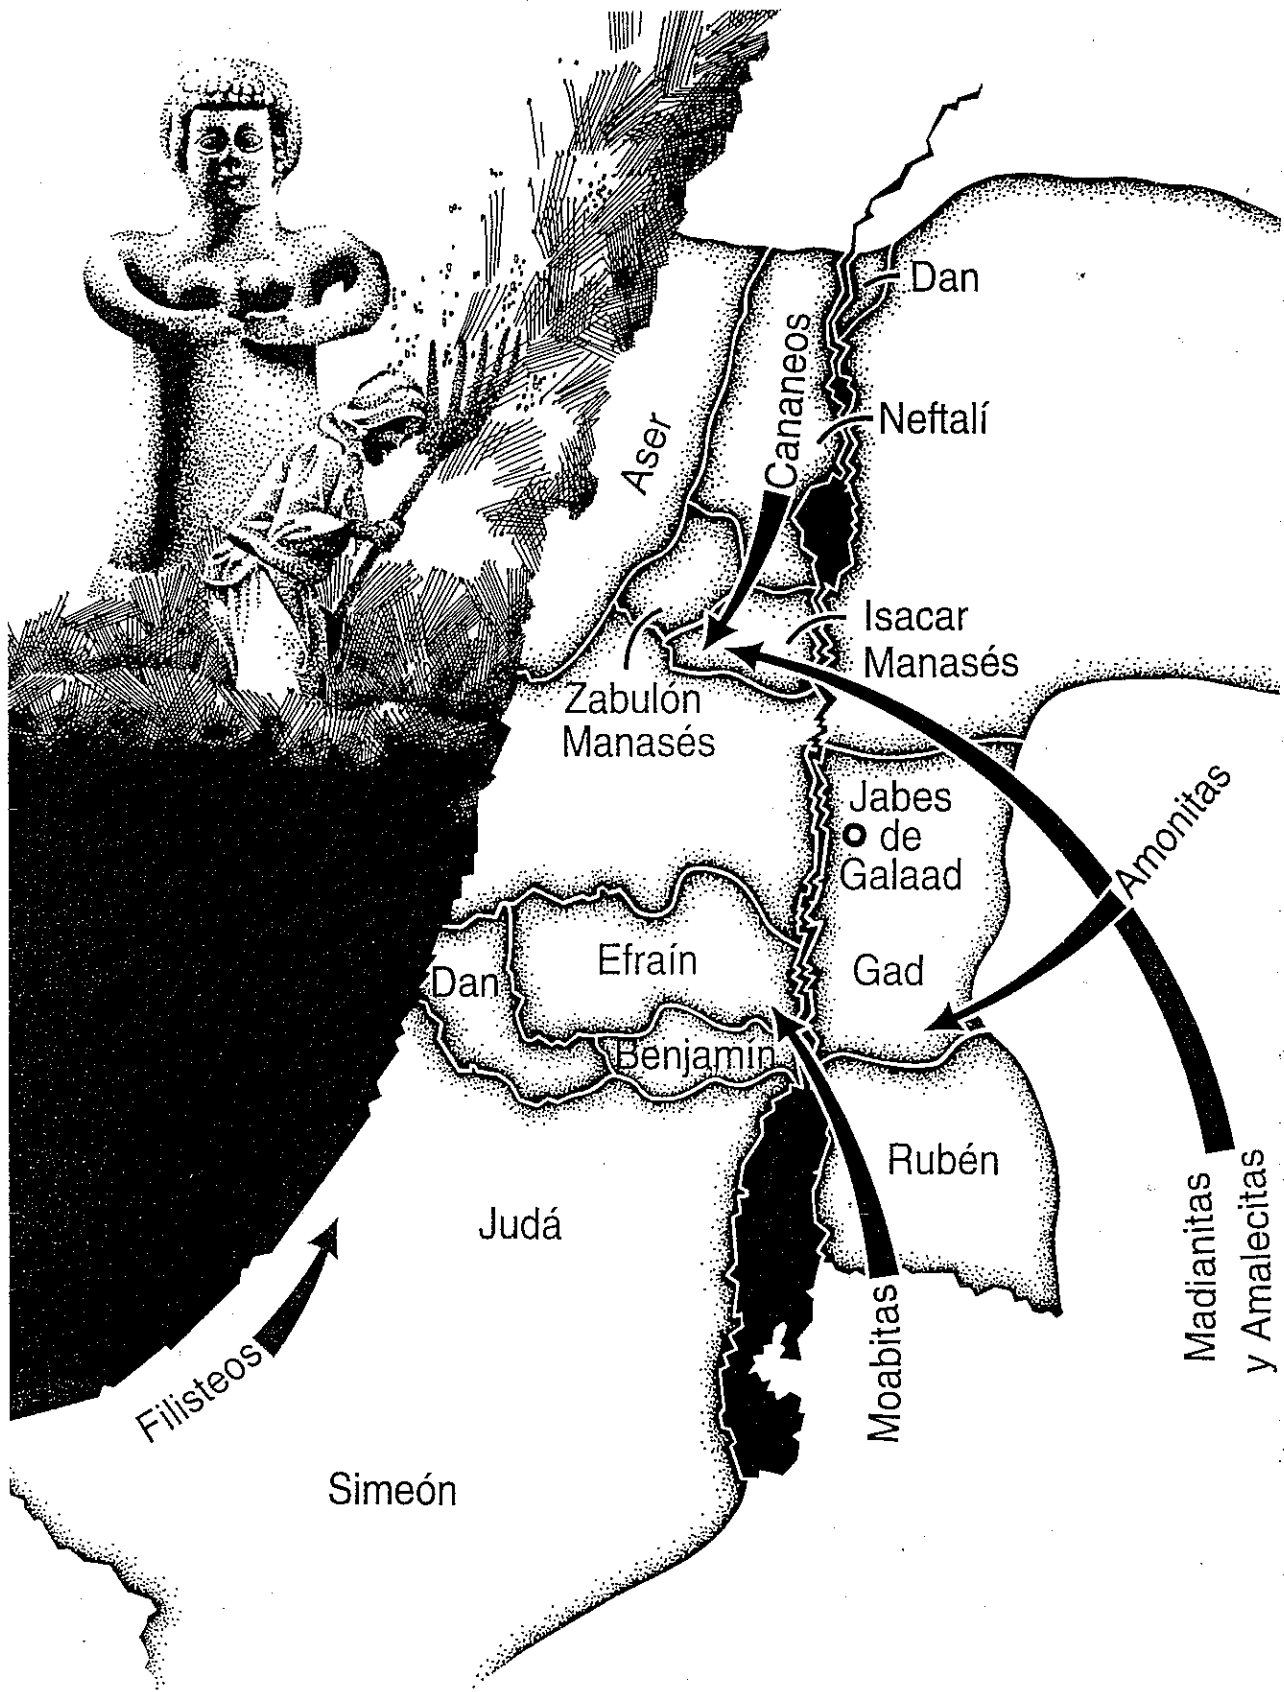 Dan
Cananeos
Neftalí
Aser
Isacar
Manasés
Zabulón
Manasés
Jabes
de
Galaad
Amonitas
Efraín
Dan
Gad
Benjamín
Rubén
Judá
Madianitas
y Amalecitas
Moabitas
Filisteos
Simeón